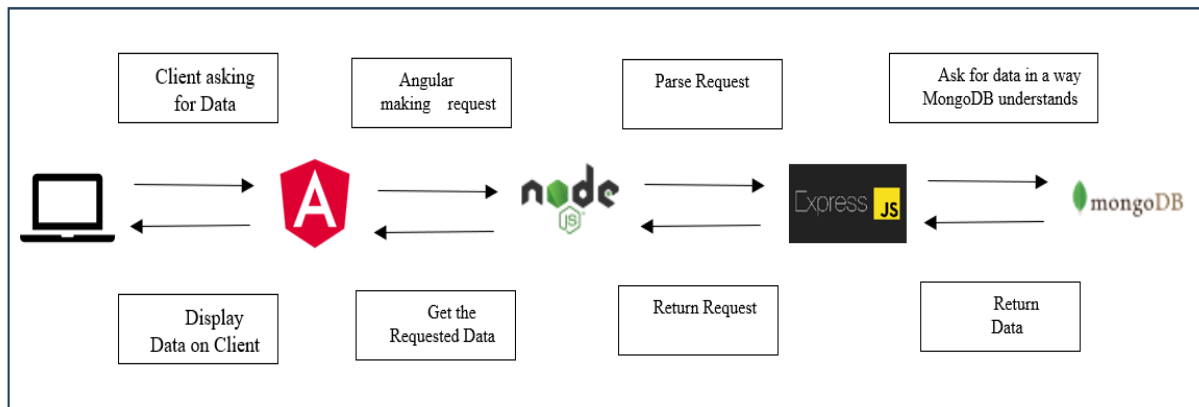 Client asking
for Data
Angular
making request
Parse Request
Ask for data in a way
MongoDB understands
A
node
JS
Express
JS
mongoDB
Display
Data on Client
Get the
Requested Data
Return Request
Return
Data